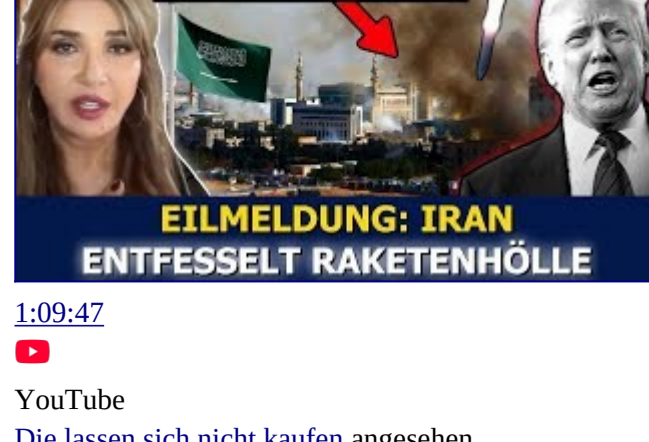 EILMELDUNG: IRAN
ENTFESSELT RAKETENHÖLLE
1:09:47
YouTube
Die lassen sich nicht kaufen angesehen